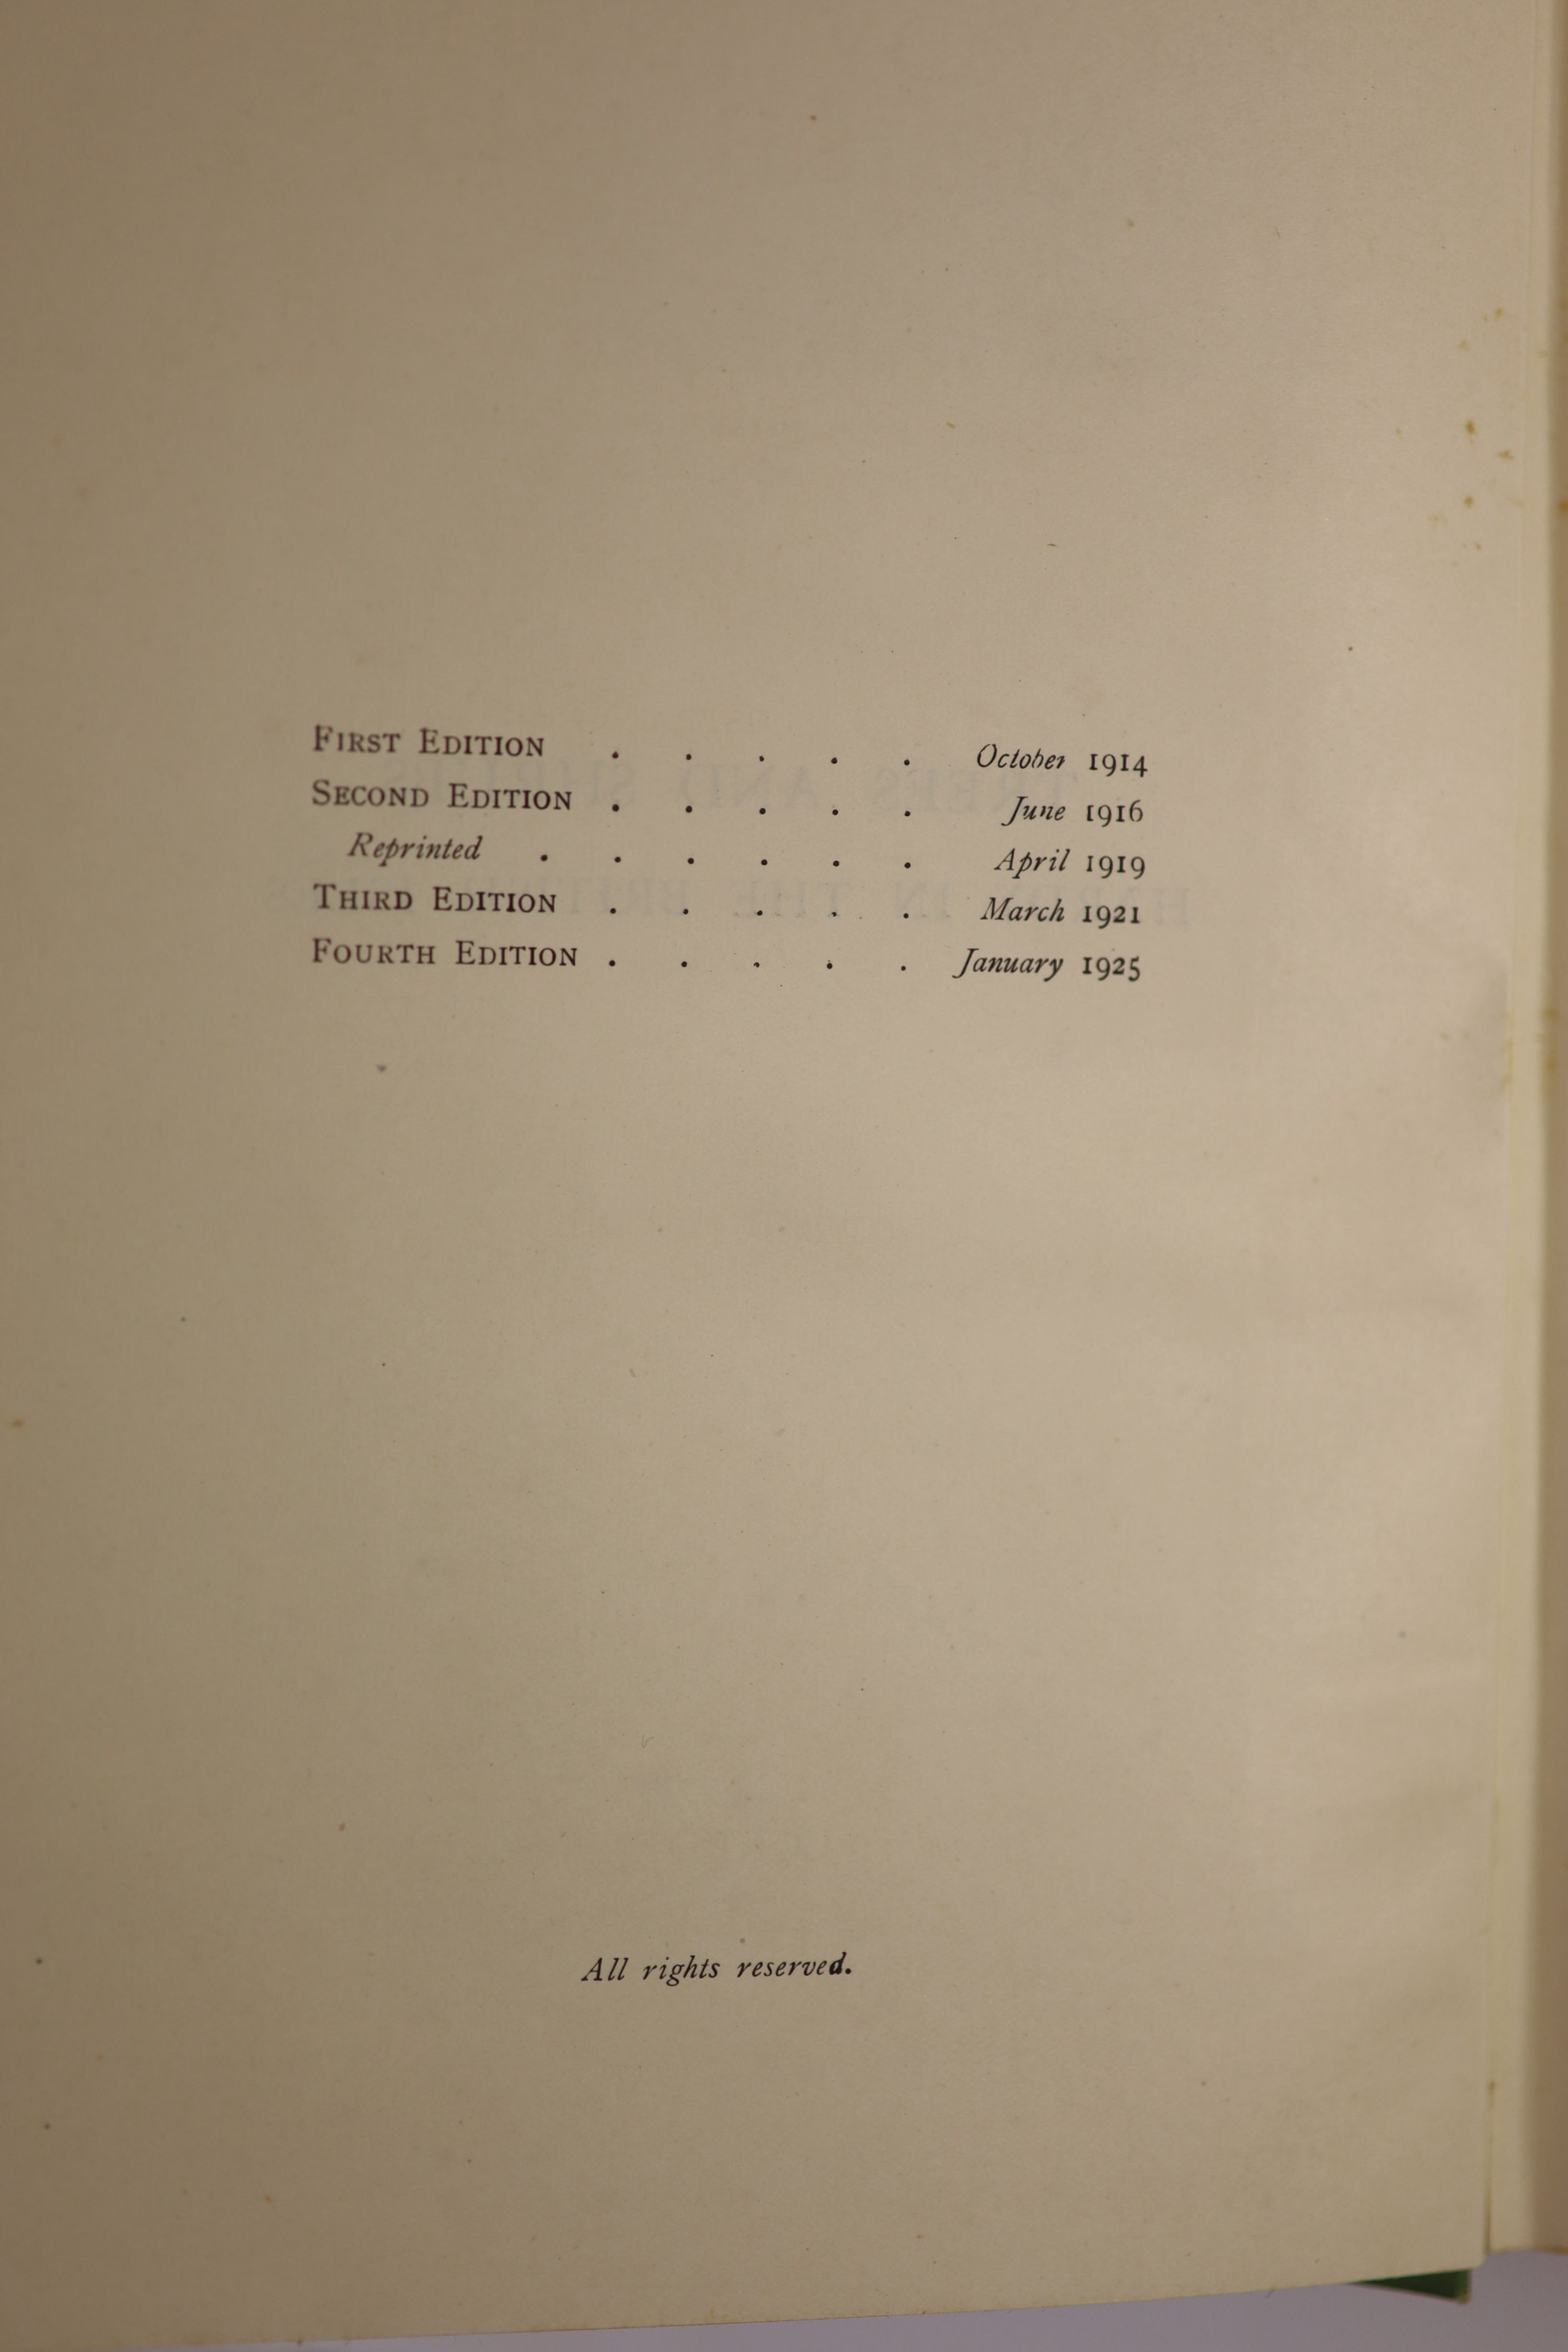 FIRST EDITION . . . . . October 1914
SECOND EDITION . . . . . June 1916
Reprinted . . . . . . April 1919
THIRD EDITION . . . . . March 1921
FOURTH EDITION . . . . . January 1925
All rights reserved.